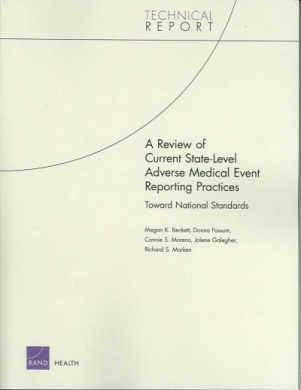 TECHNICAL
REPORT
A Review of
Current State-Level
Adverse Medical Event
Reporting Practices
Toward National Standards
Megan K. Beckett, Donna Fossum,
Connie S. Moreno, Jolene Galegher,
Richard S. Marken
RAND
HEALTH